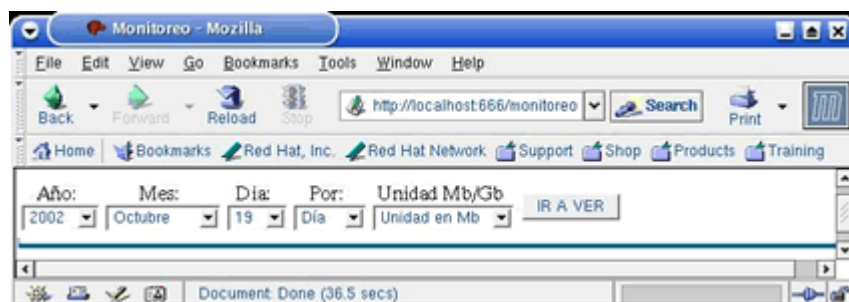 Monitoreo - Mozilla
File Edit View Go Bookmarks Tools Window Help
Back Forward Reload Stop http://localhost:666/monitoreo Search Print
Home Bookmarks Red Hat, Inc. Red Hat Network Support Shop Products Training
Año: Mes: Dia: Por: Unidad Mb/Gb
2002 Octubre 19 Día Unidad en Mb IR A VER
Document: Done (36.5 secs)